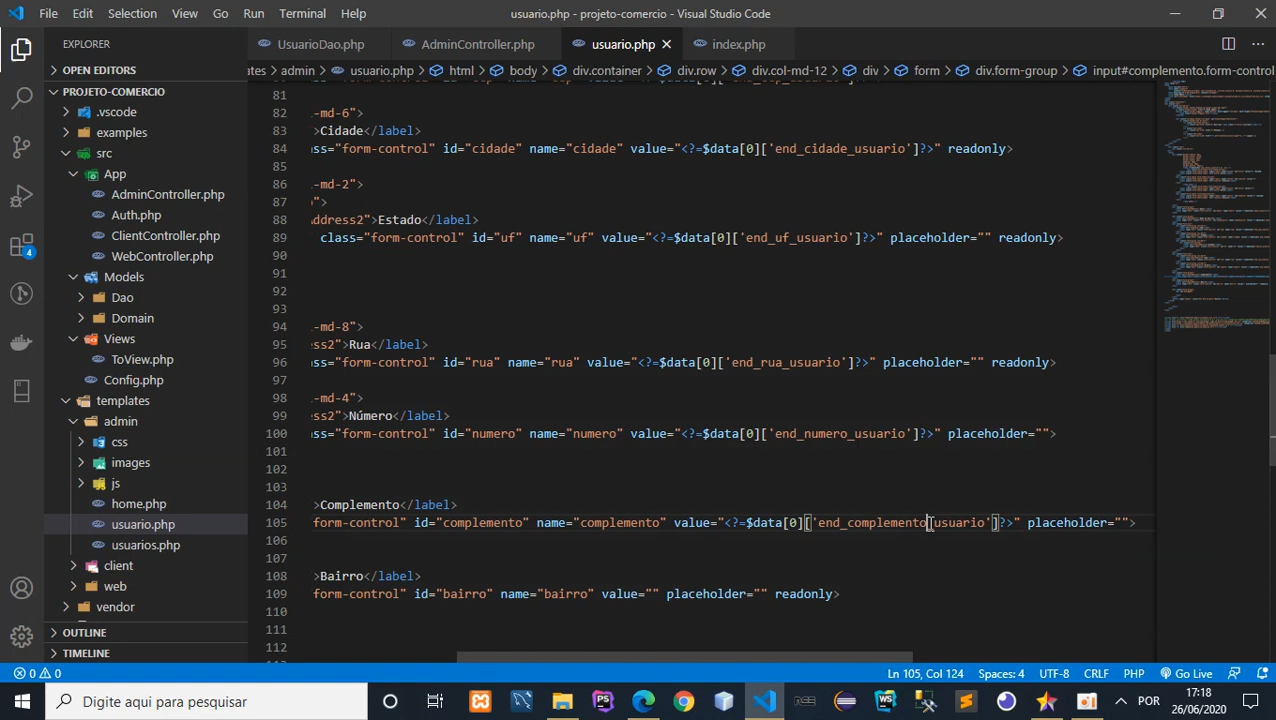 File Edit Selection View Go Run Terminal Help usuario.php - projeto-comercio - Visual Studio Code
EXPLORER
UsuarioDao.php AdminController.php usuario.php index.php
OPEN EDITORS
ates > admin > usuario.php > html > body > div.container > div.row > div.col-md-12 > div > form > div.form-group > input#complemento.form-control
PROJETO-COMERCIO
.vscode
examples
src
App
AdminController.php
Auth.php
ClientController.php
WebController.php
Models
Dao
Domain
Views
ToView.php
Config.php
templates
admin
css
images
js
home.php
usuario.php
usuarios.php
client
web
vendor
OUTLINE
TIMELINE
4
81
82 -md-6">
83 >Cidade</label>
84 form-control" id="cidade" name="cidade" value="<?=$data[0]['end_cidade_usuario']?>" readonly>
85
86 -md-2">
87 ">
88 address2">Estado</label>
89 class="form-control" id="uf" name="uf" value="<?=$data[0]['end_uf_usuario']?>" placeholder="" readonly>
90
91
92
93
94 -md-8">
95 ss2">Rua</label>
96 ss="form-control" id="rua" name="rua" value="<?=$data[0]['end_rua_usuario']?>" placeholder="" readonly>
97
98 -md-4">
99 ss2">Número</label>
100 ss="form-control" id="numero" name="numero" value="<?=$data[0]['end_numero_usuario']?>" placeholder="">
101
102
103
104 >Complemento</label>
105 form-control" id="complemento" name="complemento" value="<?=$data[0]['end_complemento_usuario']?>" placeholder="">
106
107
108 >Bairro</label>
109 form-control" id="bairro" name="bairro" value="" placeholder="" readonly>
110
111
112
0 0 Ln 105, Col 124 Spaces: 4 UTF-8 CRLF PHP Go Live
Digite aqui para pesquisar
POR 17:18
26/06/2020